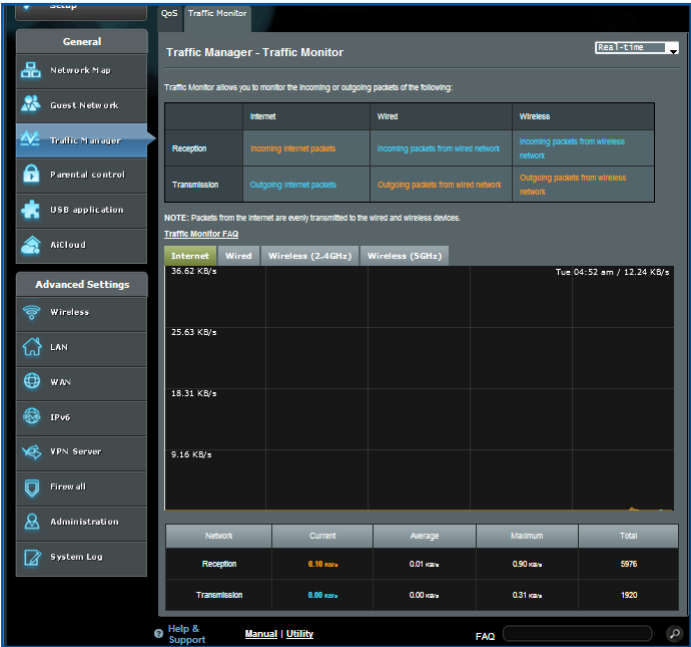 Setup
QoS Traffic Monitor
General
Network Map
Guest Network
Traffic Manager
Parental control
USB application
AiCloud
Advanced Settings
Wireless
LAN
WAN
IPv6
VPN Server
Firewall
Administration
System Log
Traffic Manager - Traffic Monitor
Real-time
Traffic Monitor allows you to monitor the incoming or outgoing packets of the following:
Internet Wired Wireless
Reception Incoming Internet packets Incoming packets from wired network Incoming packets from wireless network
Transmission Outgoing Internet packets Outgoing packets from wired network Outgoing packets from wireless network
NOTE: Packets from the Internet are evenly transmitted to the wired and wireless devices.
Traffic Monitor FAQ
Internet Wired Wireless (2.4GHz) Wireless (5GHz)
36.62 KB/s Tue 04:52 am / 12.24 KB/s
25.63 KB/s
18.31 KB/s
9.16 KB/s
Network Current Average Maximum Total
Reception 0.10 KB/s 0.01 KB/s 0.90 KB/s 5976
Transmission 0.00 KB/s 0.00 KB/s 0.31 KB/s 1920
Help & Support Manual | Utility FAQ